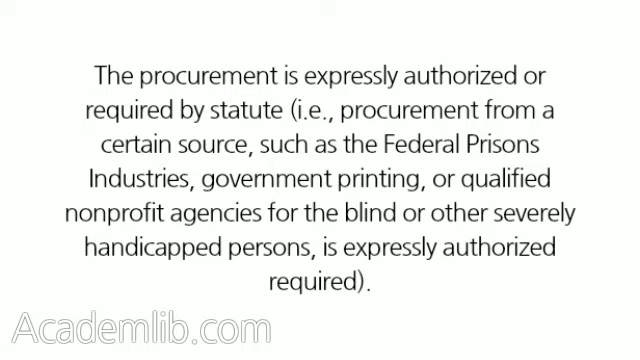 The procurement is expressly authorized or
required by statute (i.e., procurement from a
certain source, such as the Federal Prisons
Industries, government printing, or qualified
nonprofit agencies for the blind or other severely
handicapped persons, is expressly authorized
required).
Academlib.com